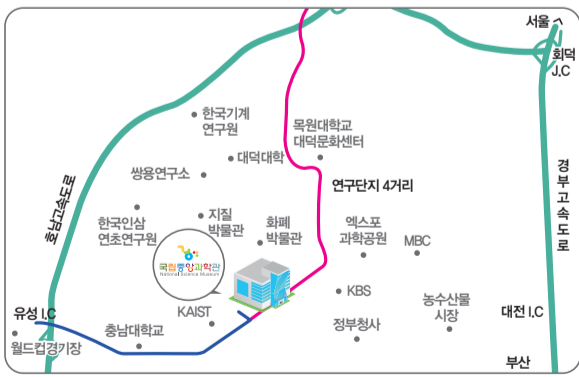 서울
회덕
J.C
한국기계
연구원
목원대학교
대덕문화센터
대덕대학
쌍용연구소
연구단지 4거리
경부고속도로
호남고속도로
한국인삼
연초연구원
지질
박물관
화폐
박물관
엑스포
과학공원
MBC
국립중앙과학관
National Science Museum
KBS
농수산물
시장
대전 I.C
유성 I.C
KAIST
충남대학교
정부청사
월드컵경기장
부산